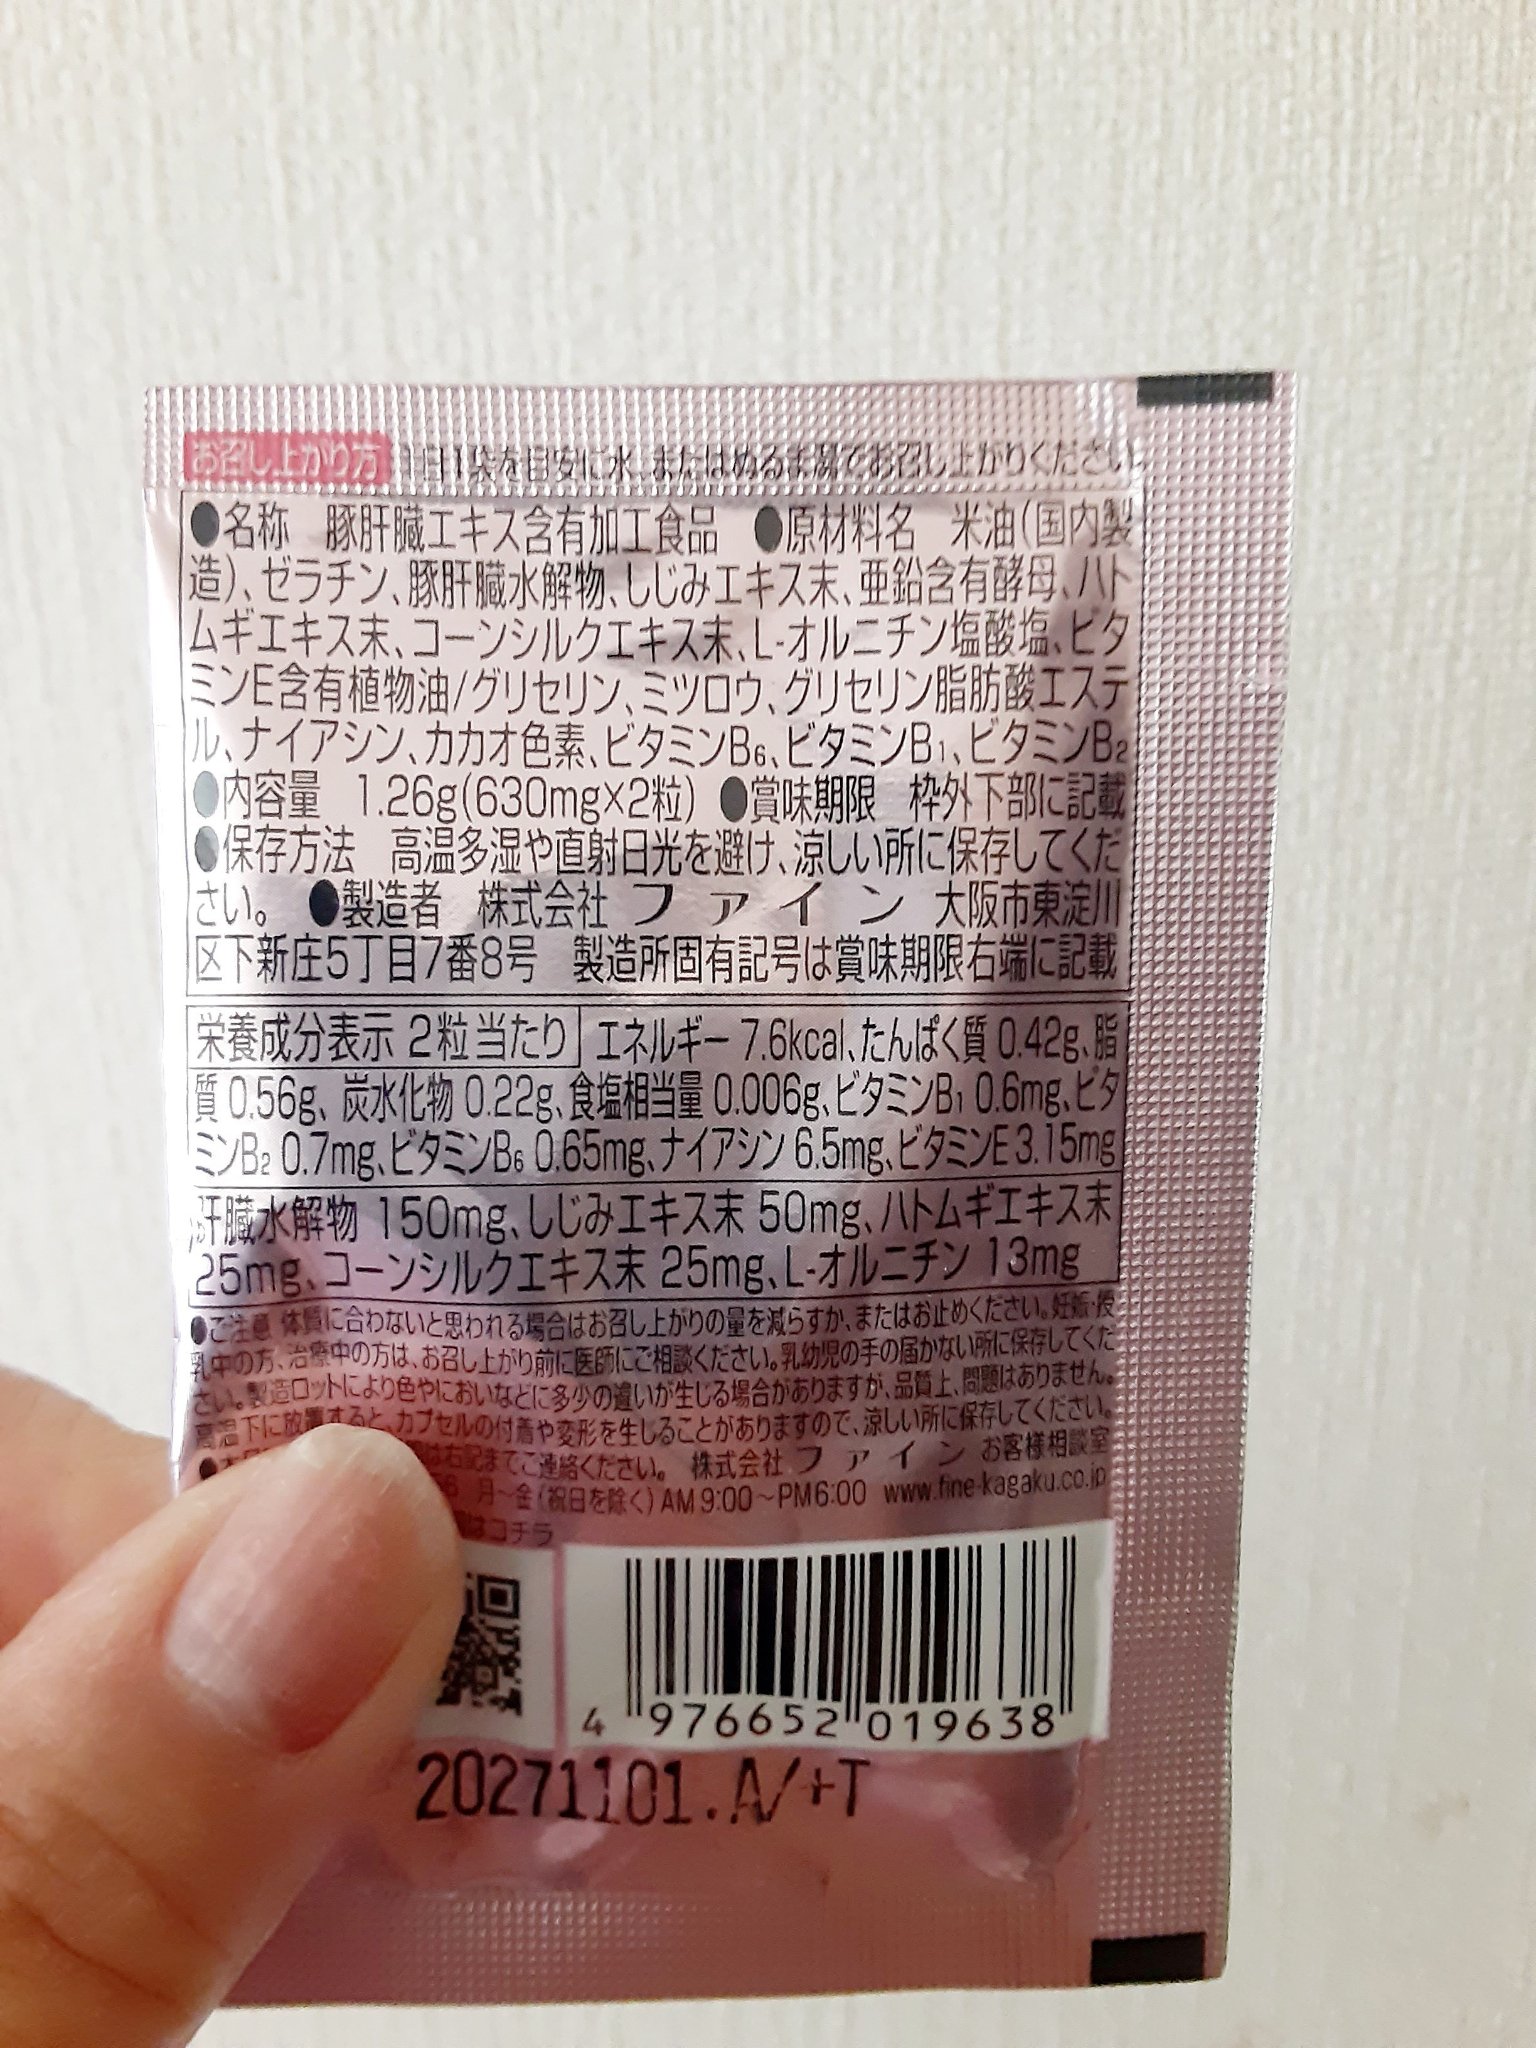 お召し上がり方 1日1袋を目安に水、またはぬるま湯でお召し上がりください。
●名称 豚肝臓エキス含有加工食品 ●原材料名 米油(国内製
造)、ゼラチン、豚肝臓水解物、しじみエキス末、亜鉛含有酵母、ハト
ムギエキス末、コーンシルクエキス末、L-オルニチン塩酸塩、ビタ
ミンE含有植物油/グリセリン、ミツロウ、グリセリン脂肪酸エステ
ル、ナイアシン、カカオ色素、ビタミンB₆、ビタミンB₁、ビタミンB₂
●内容量 1.26g(630mg×2粒) ●賞味期限 枠外下部に記載
●保存方法 高温多湿や直射日光を避け、涼しい所に保存してくだ
さい。 ●製造者 株式会社 ファイン 大阪市東淀川
区下新庄5丁目7番8号 製造所固有記号は賞味期限右端に記載
栄養成分表示 2粒当たり エネルギー 7.6kcal、たんぱく質 0.42g、脂
質 0.56g、炭水化物 0.22g、食塩相当量 0.006g、ビタミンB₁ 0.6mg、ビタ
ミンB₂ 0.7mg、ビタミンB₆ 0.65mg、ナイアシン 6.5mg、ビタミンE 3.15mg
肝臓水解物 150mg、しじみエキス末 50mg、ハトムギエキス末
25mg、コーンシルクエキス末 25mg、L-オルニチン 13mg
●ご注意 体質に合わないと思われる場合はお召し上がりの量を減らすか、またはお止めください。妊娠・授
乳中の方、治療中の方は、お召し上がり前に医師にご相談ください。乳幼児の手の届かない所に保存してくだ
さい。製造ロットにより色やにおいなどに多少の違いが生じる場合がありますが、品質上、問題はありません。
高温下に放置すると、カプセルの付着や変形を生じることがありますので、涼しい所に保存してください。
は右記までご連絡ください。 株式会社 ファイン お客様相談室
月～金(祝日を除く)AM9:00～PM6:00 www.fine-kagaku.co.jp
はコチラ
4 976652 019638
20271101.A/+T